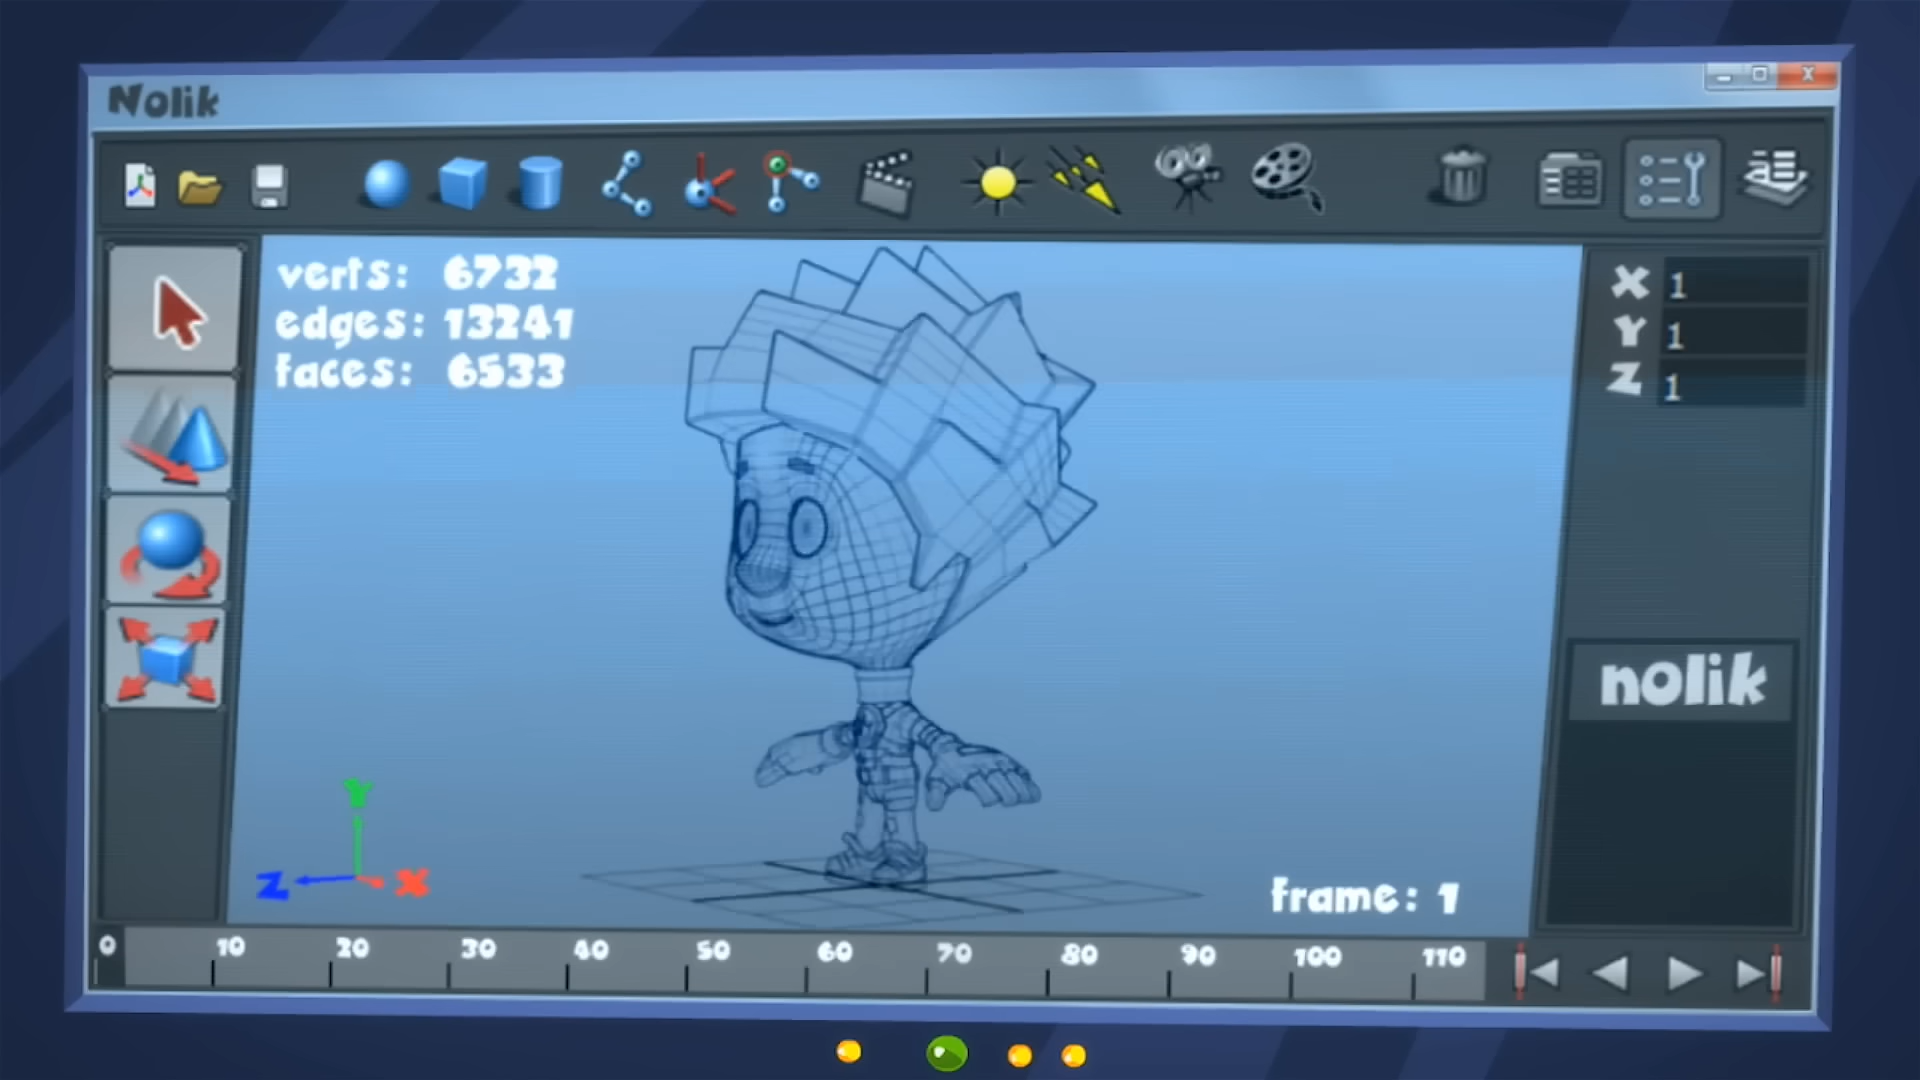 Nolik
X
verts: 6732
edges: 13241
faces: 6533
X 1
Y 1
Z 1
nolik
Y
Z X
frame: 1
0 10 20 30 40 50 60 70 80 90 100 110